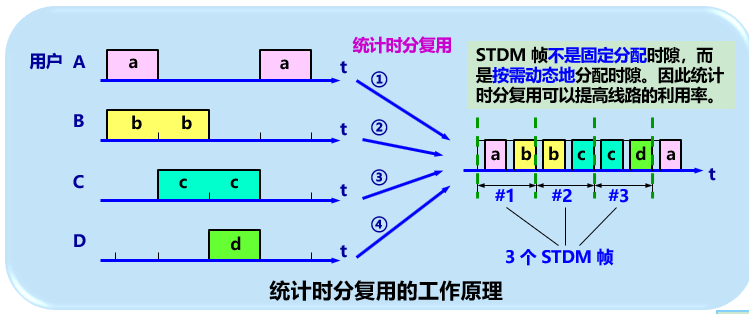 统计时分复用
STDM 帧不是固定分配时隙，而
是按需动态地分配时隙。因此统计
时分复用可以提高线路的利用率。
用户 A a a t
①
B b b t
②
C c c t
③
D d t
④
a b b c c d a t
#1 #2 #3
3 个 STDM 帧
统计时分复用的工作原理